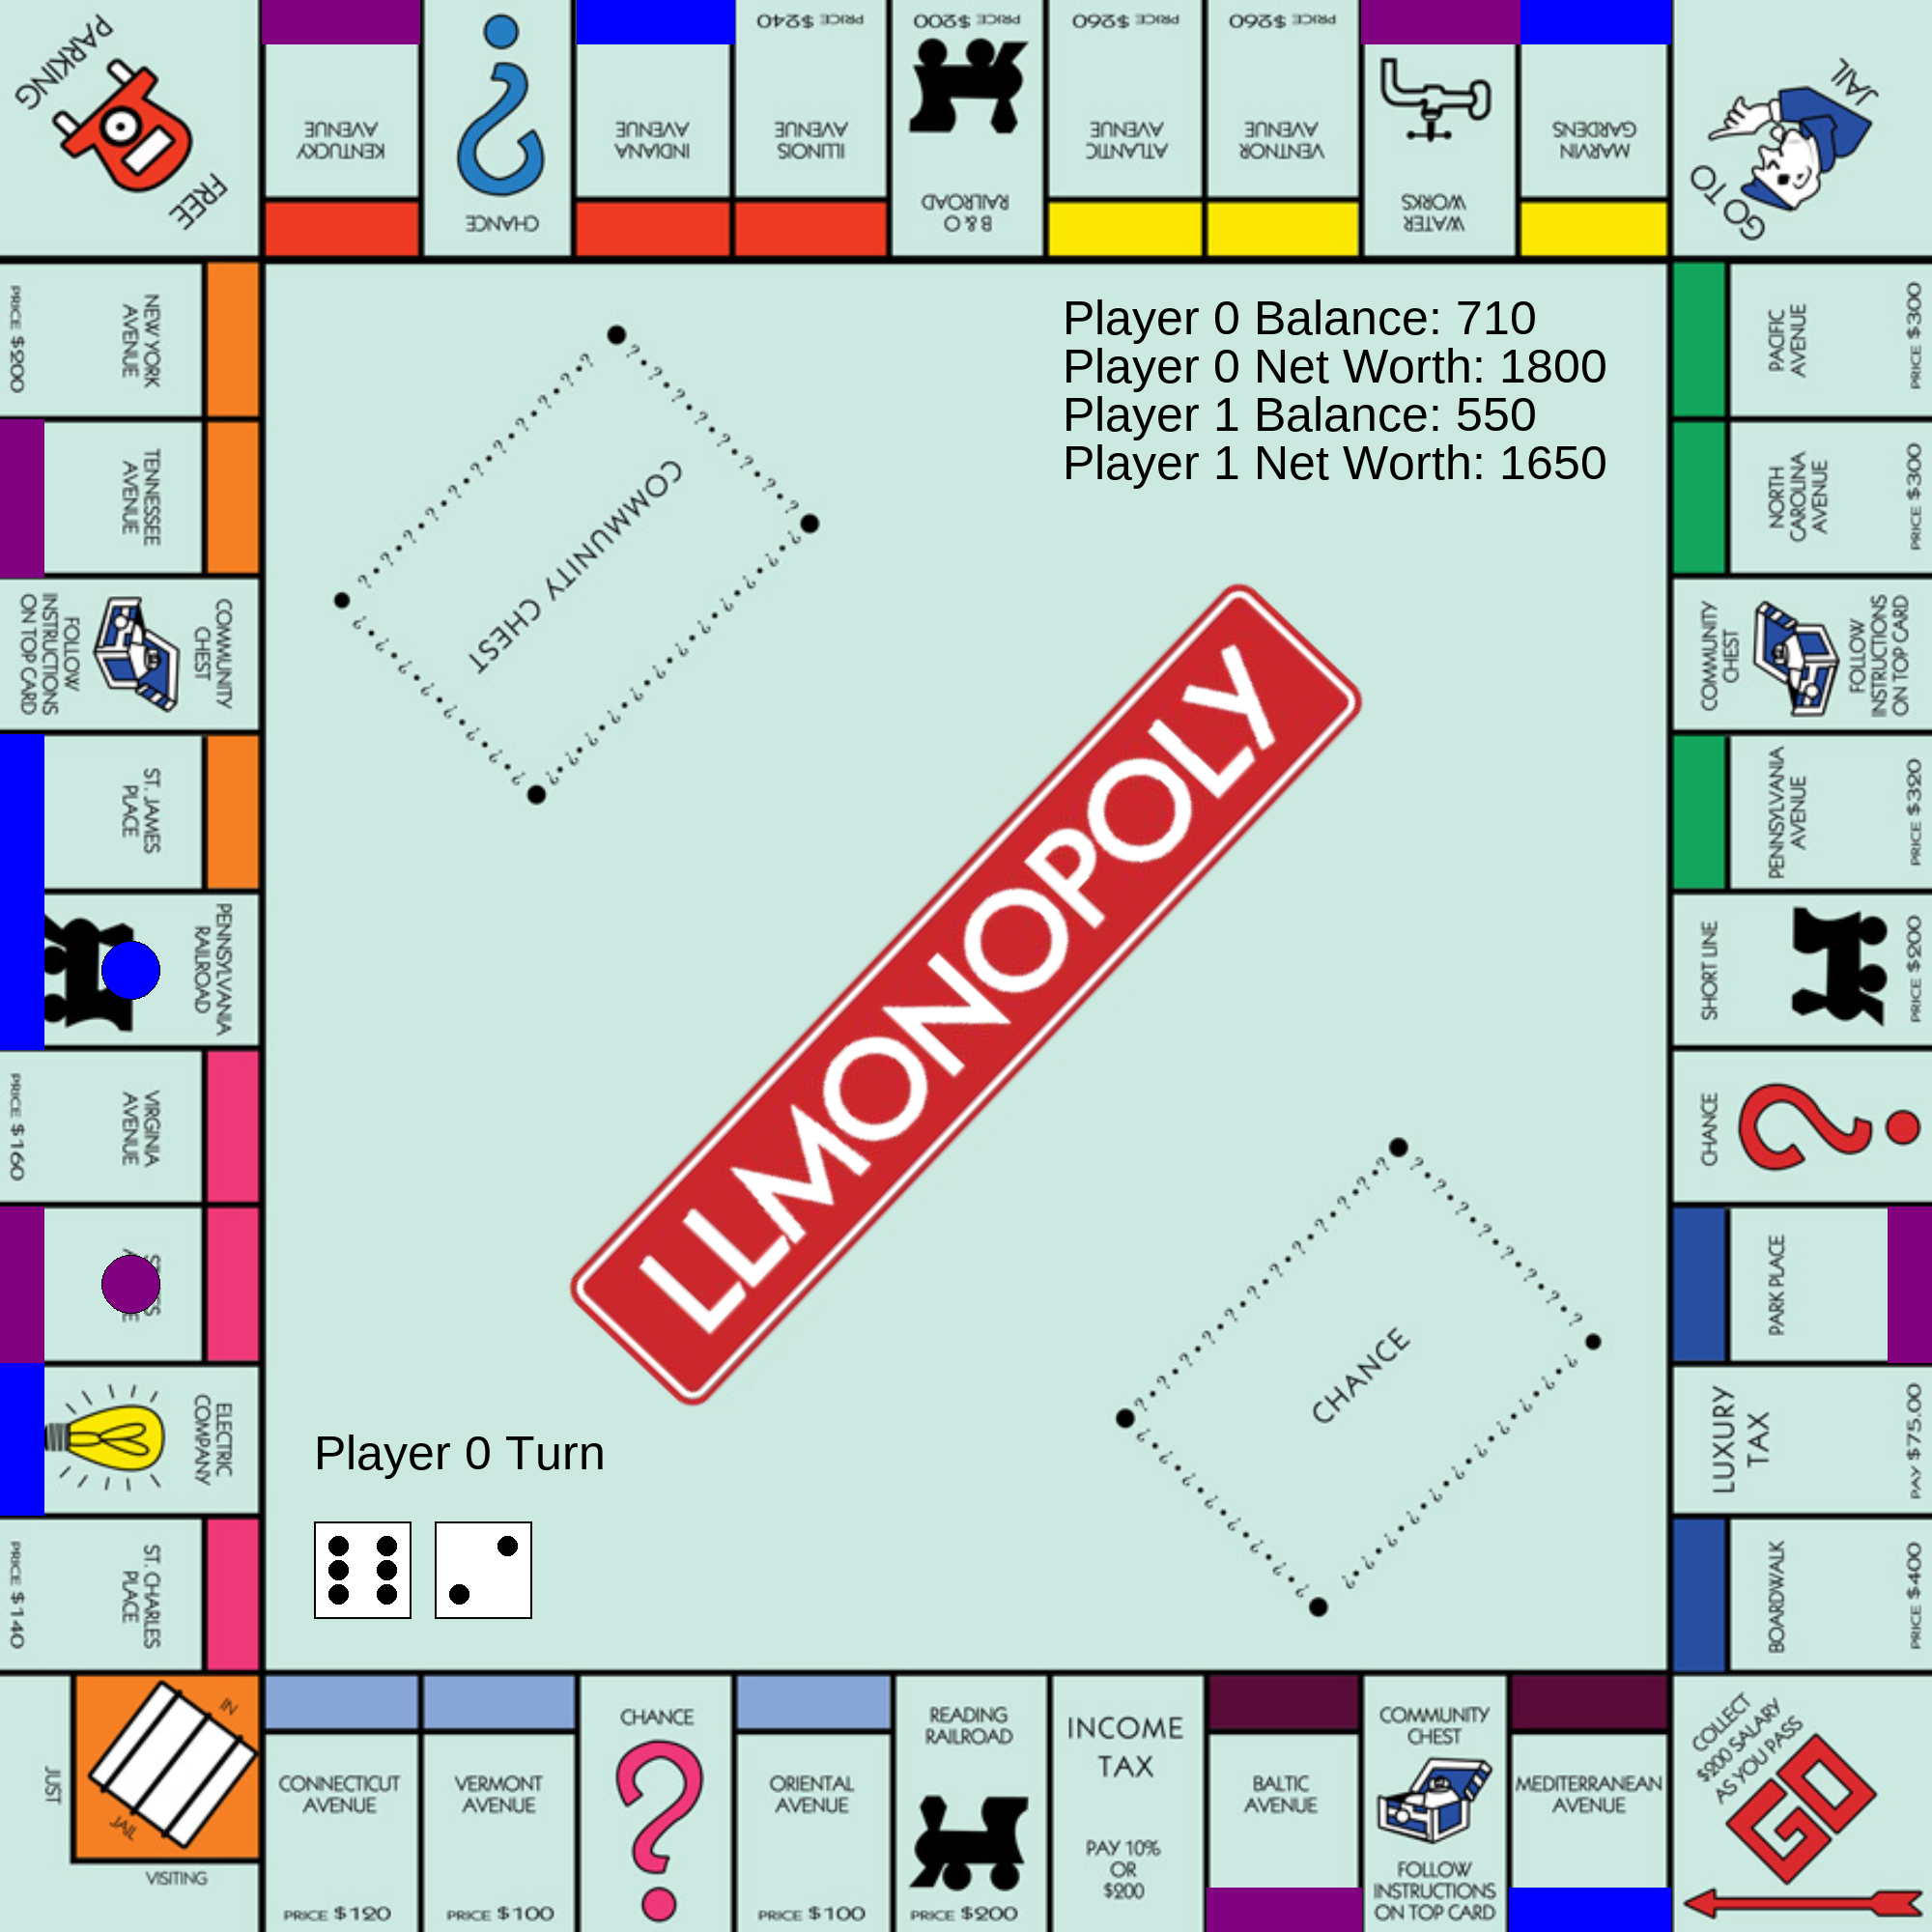 FREE
PARKING
KENTUCKY
AVENUE
CHANCE
INDIANA
AVENUE
ILLINOIS
AVENUE
PRICE $240
B & O
RAILROAD
PRICE $200
ATLANTIC
AVENUE
PRICE $260
VENTNOR
AVENUE
PRICE $260
WATER
WORKS
MARVIN
GARDENS
GO TO
JAIL
NEW YORK
AVENUE
PRICE $200
TENNESSEE
AVENUE
COMMUNITY
CHEST
FOLLOW
INSTRUCTIONS
ON TOP CARD
ST. JAMES
PLACE
PENNSYLVANIA
RAILROAD
VIRGINIA
AVENUE
PRICE $160
ELECTRIC
COMPANY
ST. CHARLES
PLACE
PRICE $140
Player 0 Balance: 710
Player 0 Net Worth: 1800
Player 1 Balance: 550
Player 1 Net Worth: 1650
COMMUNITY CHEST
LLMONOPOLY
CHANCE
Player 0 Turn
PACIFIC
AVENUE
PRICE $300
NORTH
CAROLINA
AVENUE
PRICE $300
COMMUNITY
CHEST
FOLLOW
INSTRUCTIONS
ON TOP CARD
PENNSYLVANIA
AVENUE
PRICE $320
SHORT LINE
PRICE $200
CHANCE
PARK PLACE
LUXURY
TAX
PAY $75.00
BOARDWALK
PRICE $400
JUST
VISITING
IN
JAIL
CONNECTICUT
AVENUE
PRICE $120
VERMONT
AVENUE
PRICE $100
CHANCE
ORIENTAL
AVENUE
PRICE $100
READING
RAILROAD
PRICE $200
INCOME
TAX
PAY 10%
OR
$200
BALTIC
AVENUE
COMMUNITY
CHEST
FOLLOW
INSTRUCTIONS
ON TOP CARD
MEDITERRANEAN
AVENUE
COLLECT
$200 SALARY
AS YOU PASS
GO